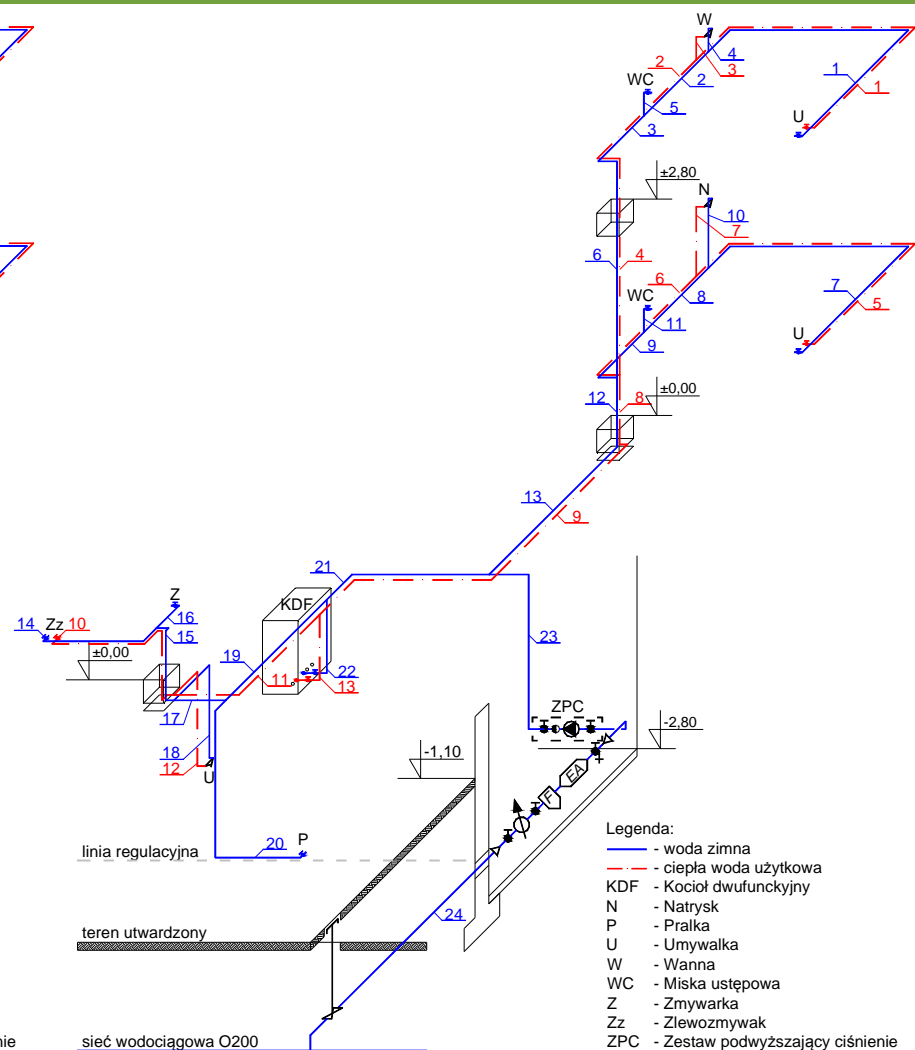 W
4
2
3
2
1
1
WC
5
3
U
±2,80
N
10
7
6
4
6
8
7
5
WC
11
9
U
12
8
±0,00
13
9
21
KDF
Z
16
14
Zz
10
15
±0,00
19
11
22
13
23
17
ZPC
18
12
U
-2,80
-1,10
EA
F
20
P
linia regulacyjna
24
teren utwardzony
nie
sieć wodociągowa O200
Legenda:
- woda zimna
- ciepła woda użytkowa
KDF - Kocioł dwufunckyjny
N - Natrysk
P - Pralka
U - Umywalka
W - Wanna
WC - Miska ustępowa
Z - Zmywarka
Zz - Zlewozmywak
ZPC - Zestaw podwyższający ciśnienie